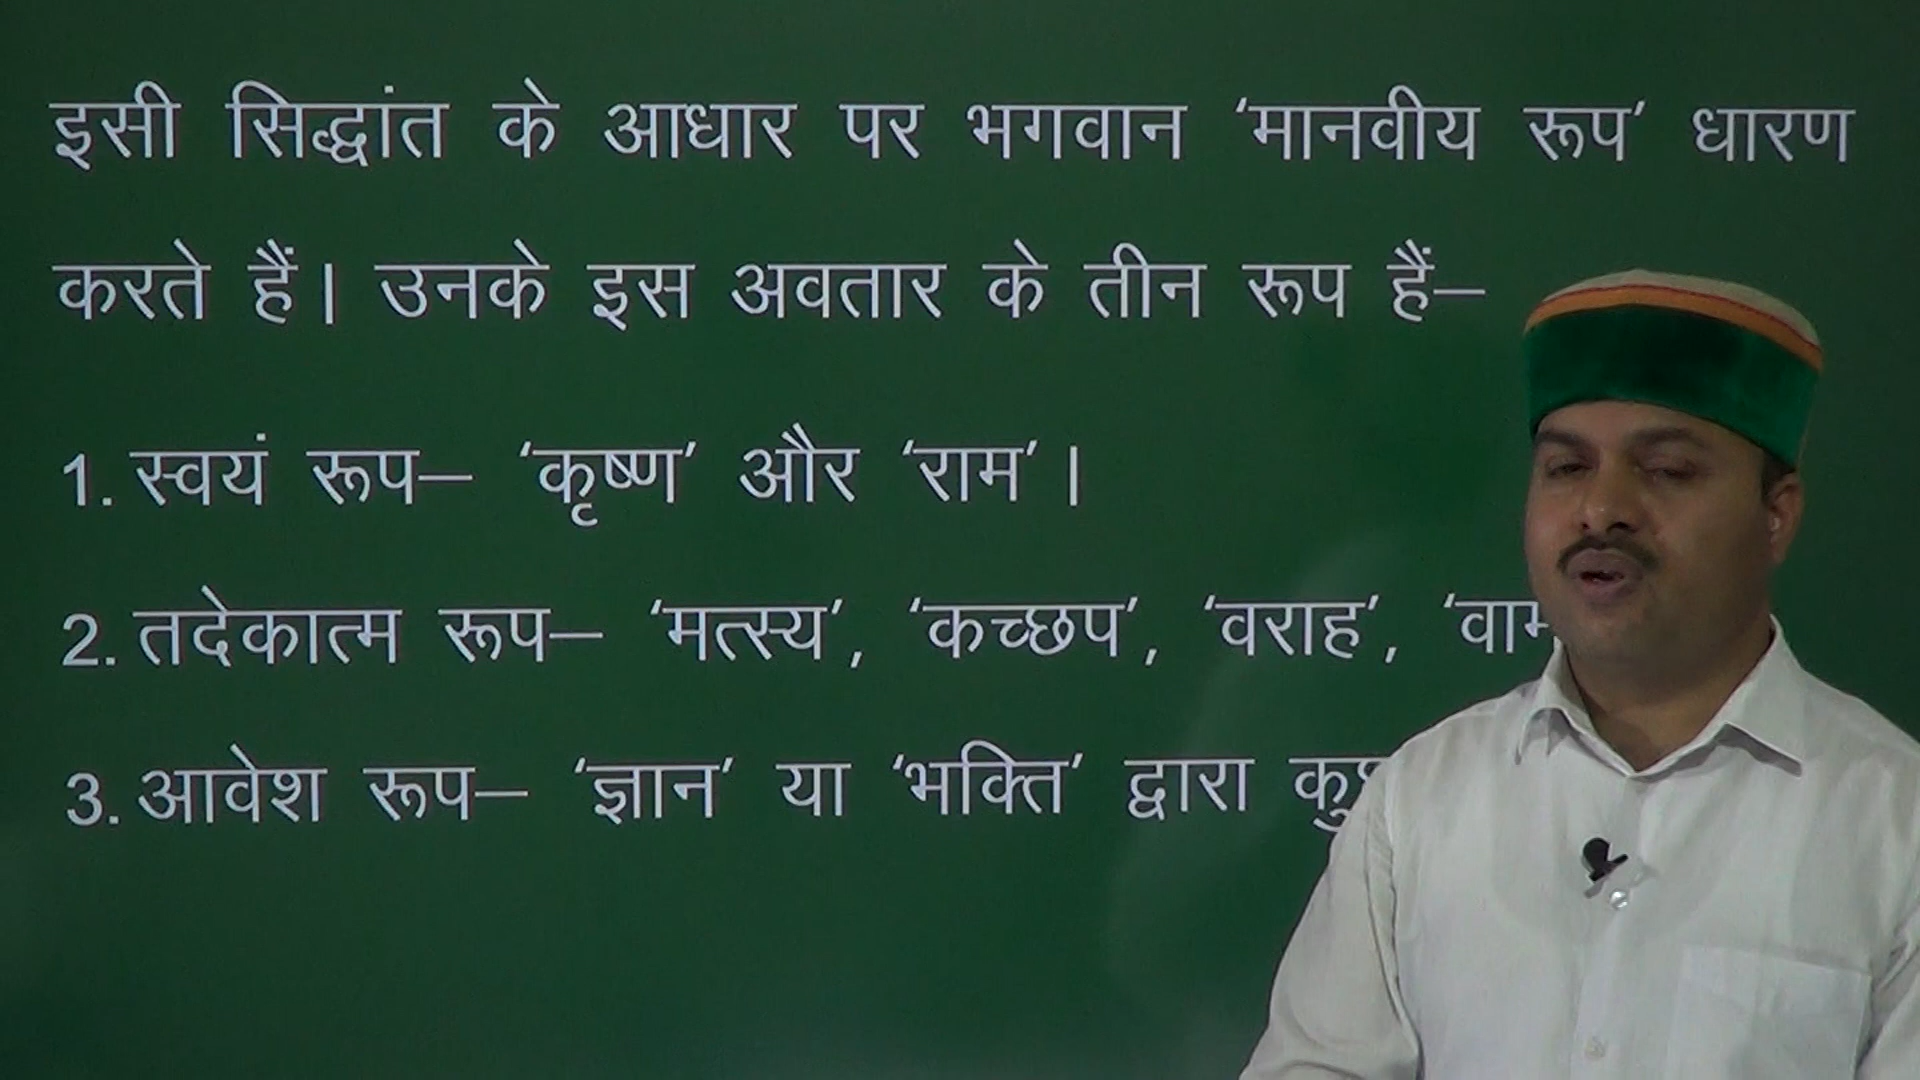 इसी सिद्धांत के आधार पर भगवान ‘मानवीय रूप’ धारण
करते हैं। उनके इस अवतार के तीन रूप हैं–
1. स्वयं रूप– ‘कृष्ण’ और ‘राम’।
2. तदेकात्म रूप– ‘मत्स्य’, ‘कच्छप’, ‘वराह’,
3. आवेश रूप– ‘ज्ञान’ या ‘भक्ति’ द्वारा